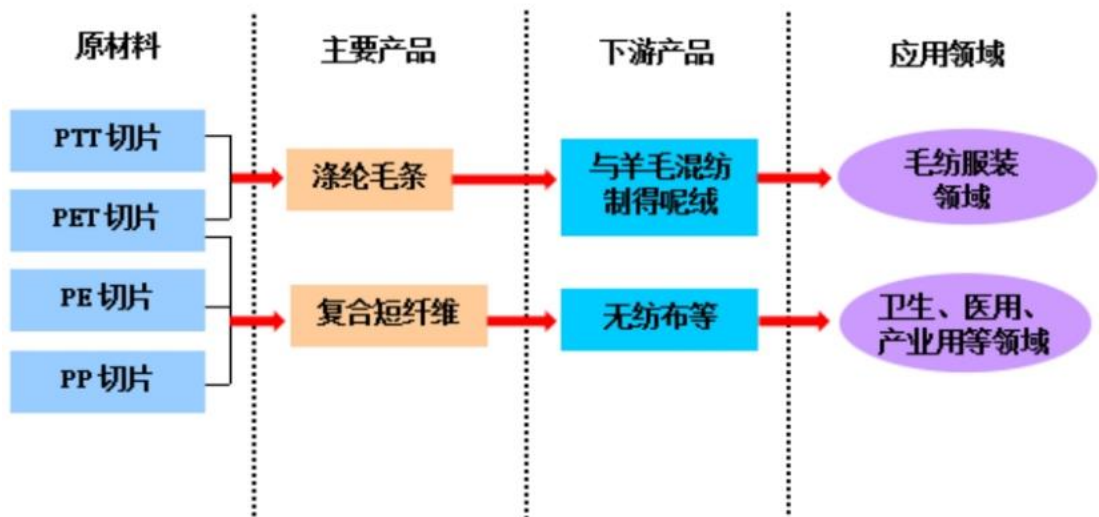 原材料
主要产品
下游产品
应用领域
PTT 切片
PET 切片
PE 切片
PP 切片
涤纶毛条
复合短纤维
与羊毛混纺
制得呢绒
无纺布等
毛纺服装
领域
卫生、医用、
产业用等领域